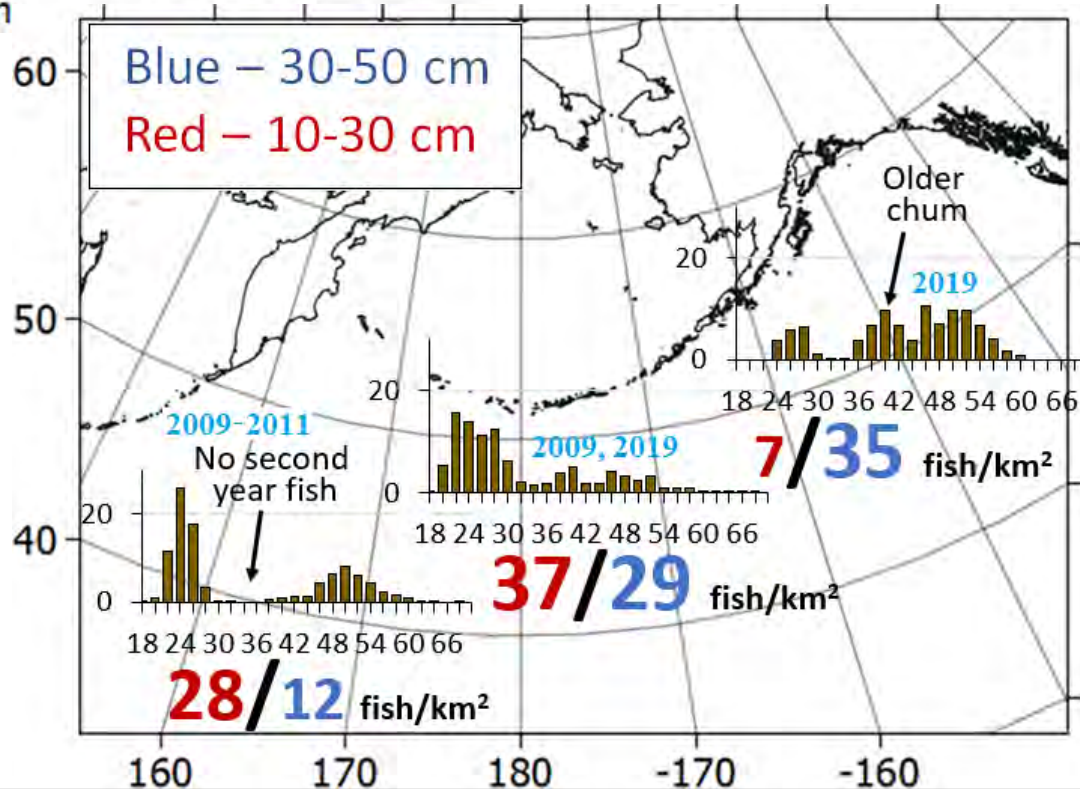 n
Blue – 30-50 cm
Red – 10-30 cm
60
50
40
Older
chum
2019
20
0
18 24 30 36 42 48 54 60 66
7/35 fish/km²
2009, 2019
20
0
18 24 30 36 42 48 60 66
37/29 fish/km²
2009-2011
No second
year fish
20
0
18 24 30 36 42 48 54 60 66
28/12 fish/km²
160 170 180 -170 -160